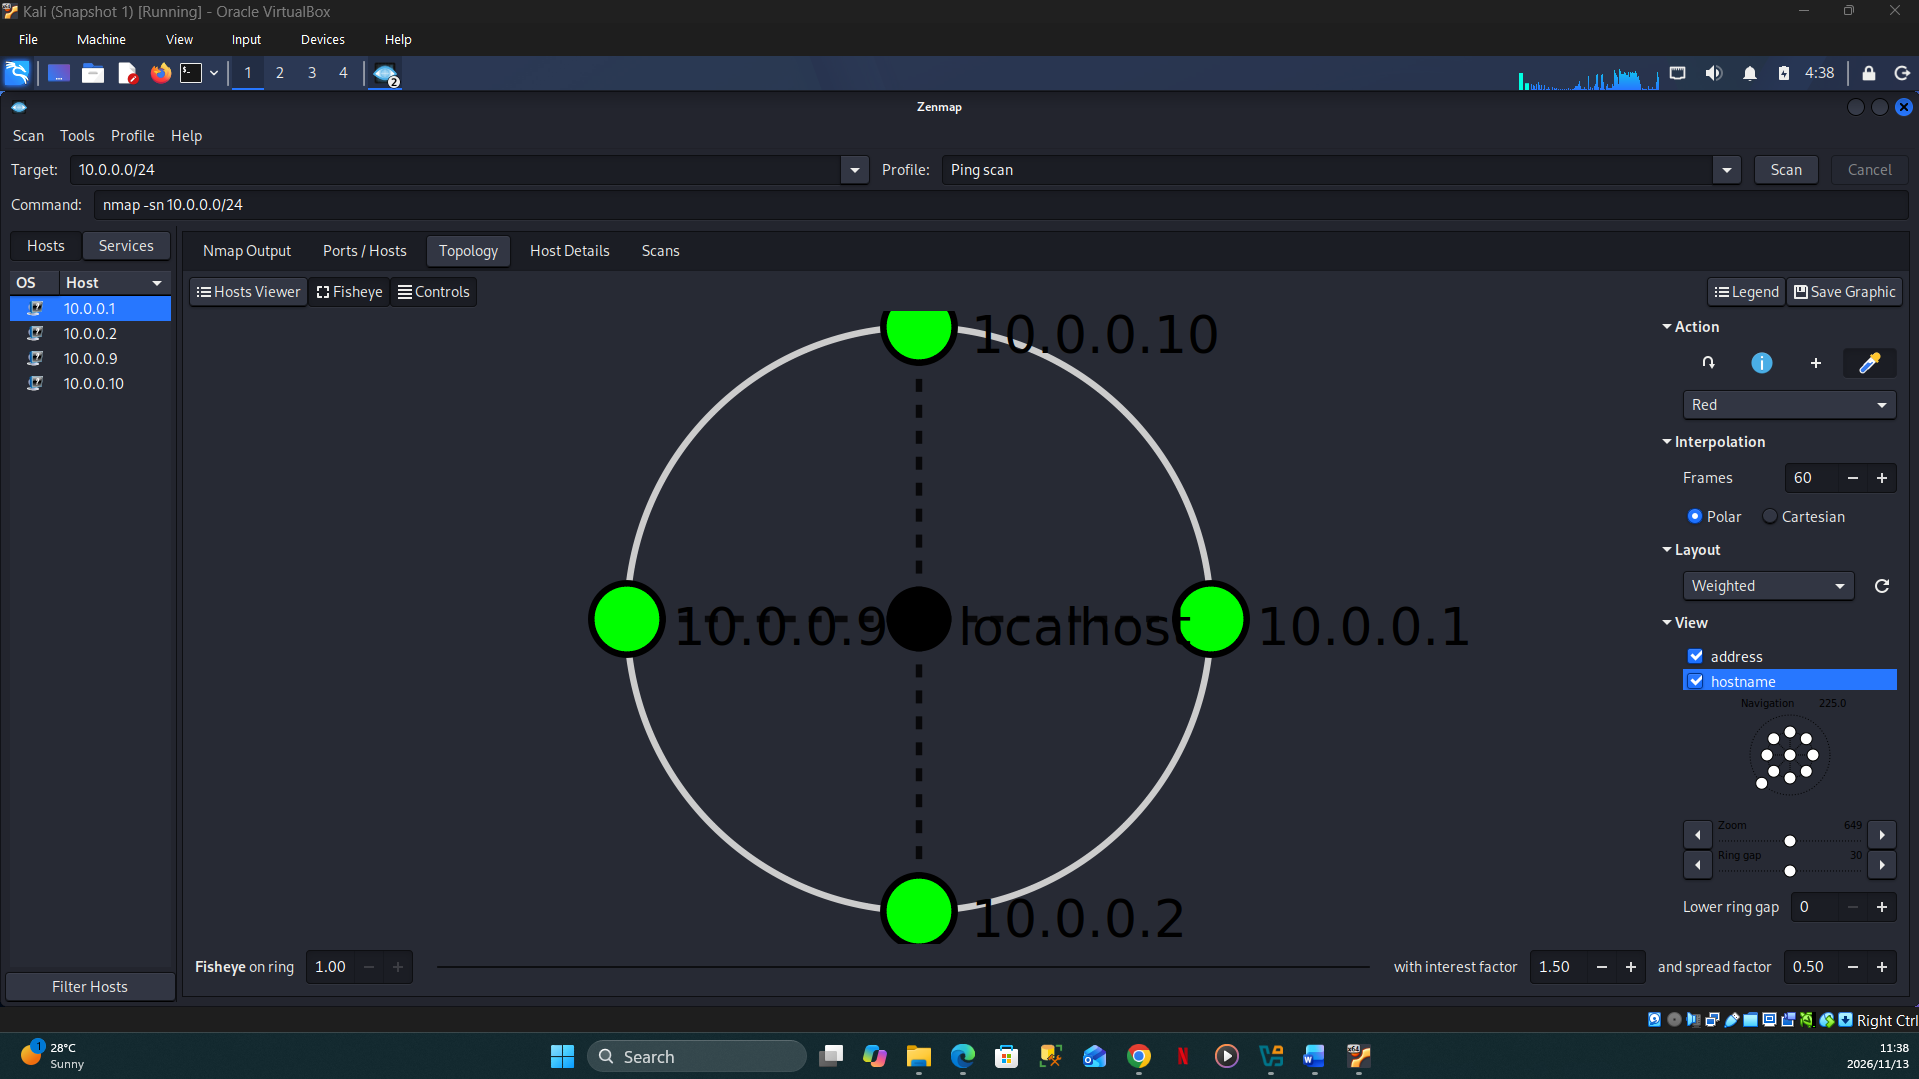 Kali (Snapshot 1) [Running] - Oracle VirtualBox
File Machine View Input Devices Help
1 2 3 4 2 4:38
Zenmap
Scan Tools Profile Help
Target: 10.0.0.0/24 Profile: Ping scan Scan Cancel
Command: nmap -sn 10.0.0.0/24
Hosts Services Nmap Output Ports / Hosts Topology Host Details Scans
OS Host
10.0.0.1
10.0.0.2
10.0.0.9
10.0.0.10
Hosts Viewer Fisheye Controls Legend Save Graphic
10.0.0.10
10.0.0.9 localhost 10.0.0.1
10.0.0.2
Action
Red
Interpolation
Frames 60
Polar Cartesian
Layout
Weighted
View
address
hostname
Navigation 225.0
Zoom 649
Ring gap 30
Lower ring gap 0
Fisheye on ring 1.00 with interest factor 1.50 and spread factor 0.50
Filter Hosts
Right Ctrl
1 28°C
Sunny
Search
11:38
2026/11/13